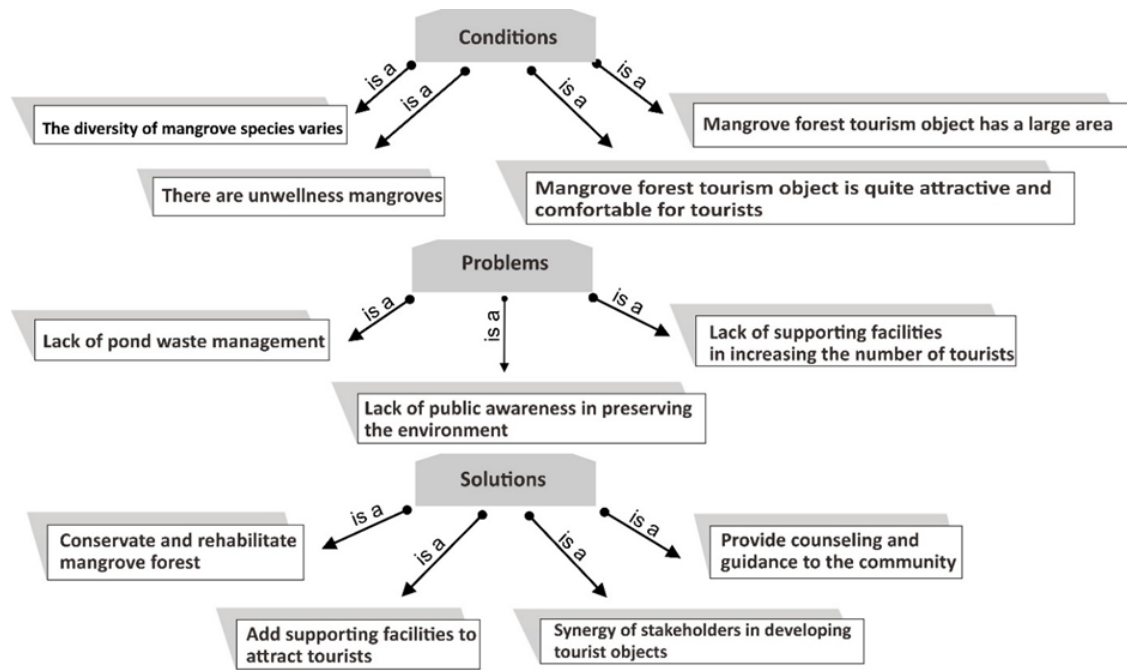 Conditions
is a
is a
is a
is a
The diversity of mangrove species varies
Mangrove forest tourism object has a large area
There are unwellness mangroves
Mangrove forest tourism object is quite attractive and
comfortable for tourists
Problems
is a
is a
is a
Lack of pond waste management
Lack of supporting facilities
in increasing the number of tourists
Lack of public awareness in preserving
the environment
Solutions
is a
is a
is a
is a
Conservate and rehabilitate
mangrove forest
Provide counseling and
guidance to the community
Add supporting facilities to
attract tourists
Synergy of stakeholders in developing
tourist objects